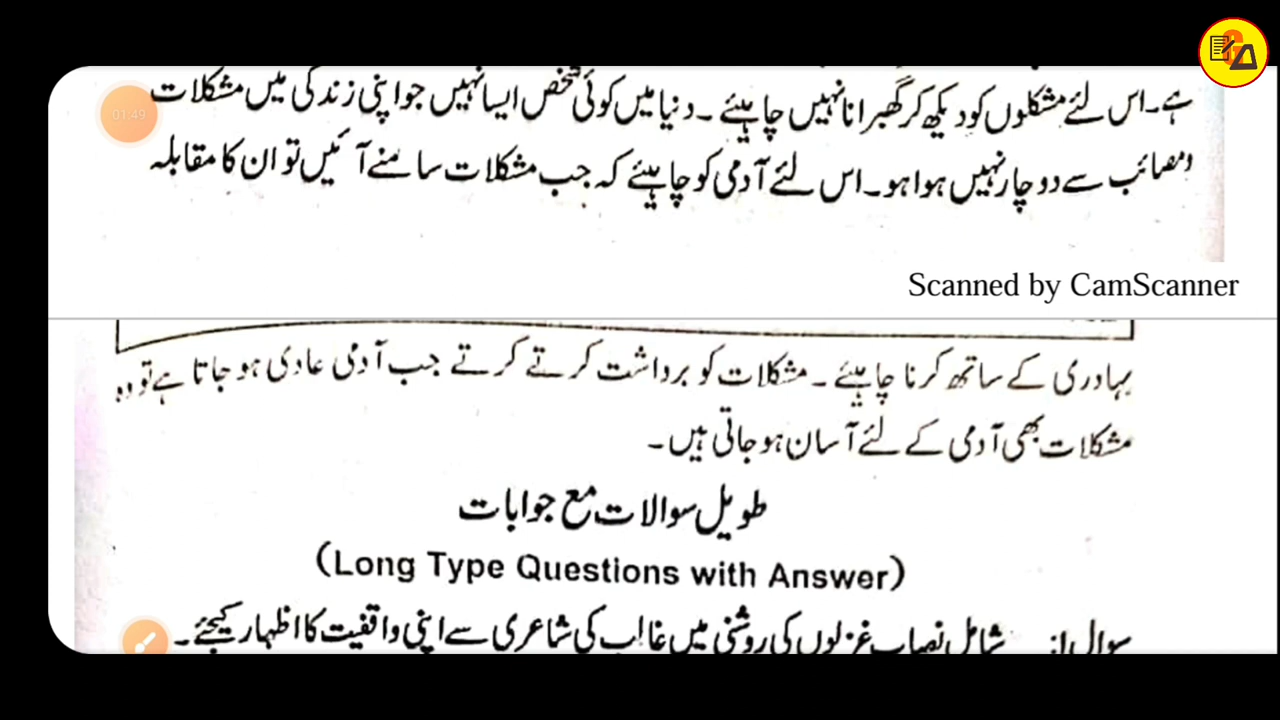 01:49
ہے۔اس لئے مشکلوں کو دیکھ کر گھبرانا نہیں چاہیئے ۔ دنیا میں کوئی شخص ایسا نہیں جو اپنی زندگی میں مشکلات
ومصائب سے دو چار نہیں ہوا ہو۔ اس لئے آدمی کو چاہیئے کہ جب مشکلات سامنے آئیں تو ان کا مقابلہ
Scanned by CamScanner
بہادری کے ساتھ کرنا چاہیئے ۔ مشکلات کو برداشت کرتے کرتے جب آدمی عادی ہو جاتا ہے تو وہ
مشکلات بھی آدمی کے لئے آسان ہو جاتی ہیں۔
طویل سوالات مع جوابات
(Long Type Questions with Answer)
سوال 1: شامل نصاب غزلوں کی روشنی میں غالب کی شاعری سے اپنی واقفیت کا اظہار کیجئے ۔